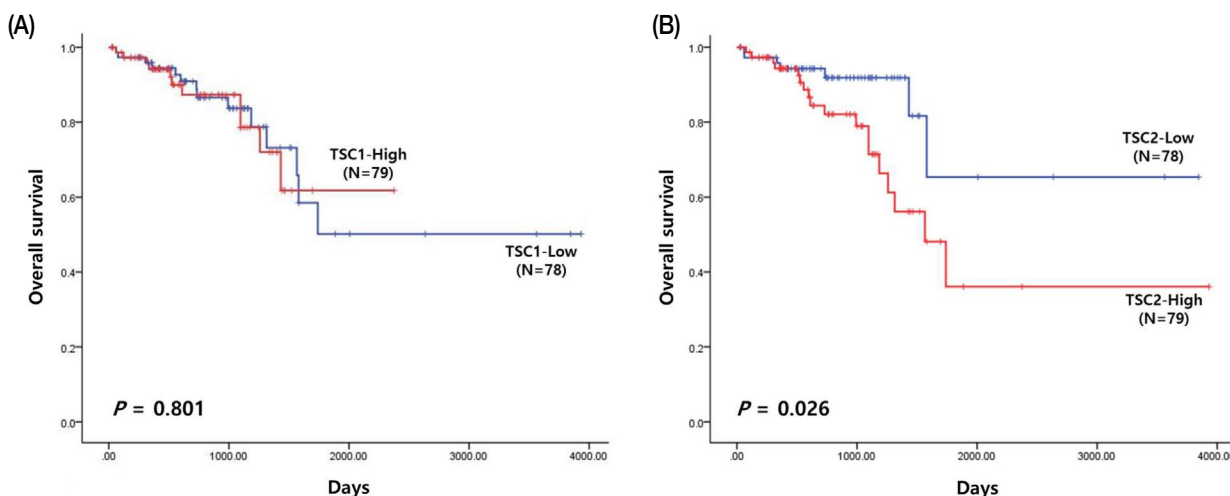 (A)
Overall survival
1.0
0.8
0.6
0.4
0.2
0.0
TSC1-High
(N=79)
TSC1-Low
(N=78)
P = 0.801
.00
1000.00
2000.00
3000.00
4000.00
Days
(B)
Overall survival
1.0
0.8
0.6
0.4
0.2
0.0
TSC2-Low
(N=78)
TSC2-High
(N=79)
P = 0.026
.00
1000.00
2000.00
3000.00
4000.00
Days